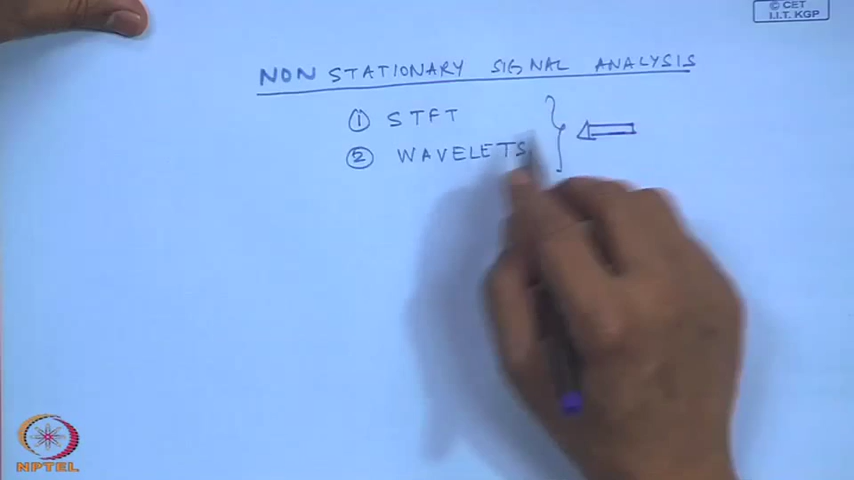 © CET
I.I.T. KGP
NON STATIONARY SIGNAL ANALYSIS
① STFT
② WAVELETS
NPTEL